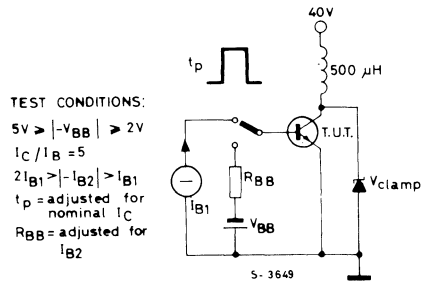 40V
tp
500 µH
TEST CONDITIONS:
5V ⩾ |-VBB| ⩾ 2V
IC / IB = 5
2IB1 > |-IB2| > IB1
tp = adjusted for
nominal IC
RBB = adjusted for
IB2
T.U.T.
IB1
RBB
VBB
Vclamp
S-3649